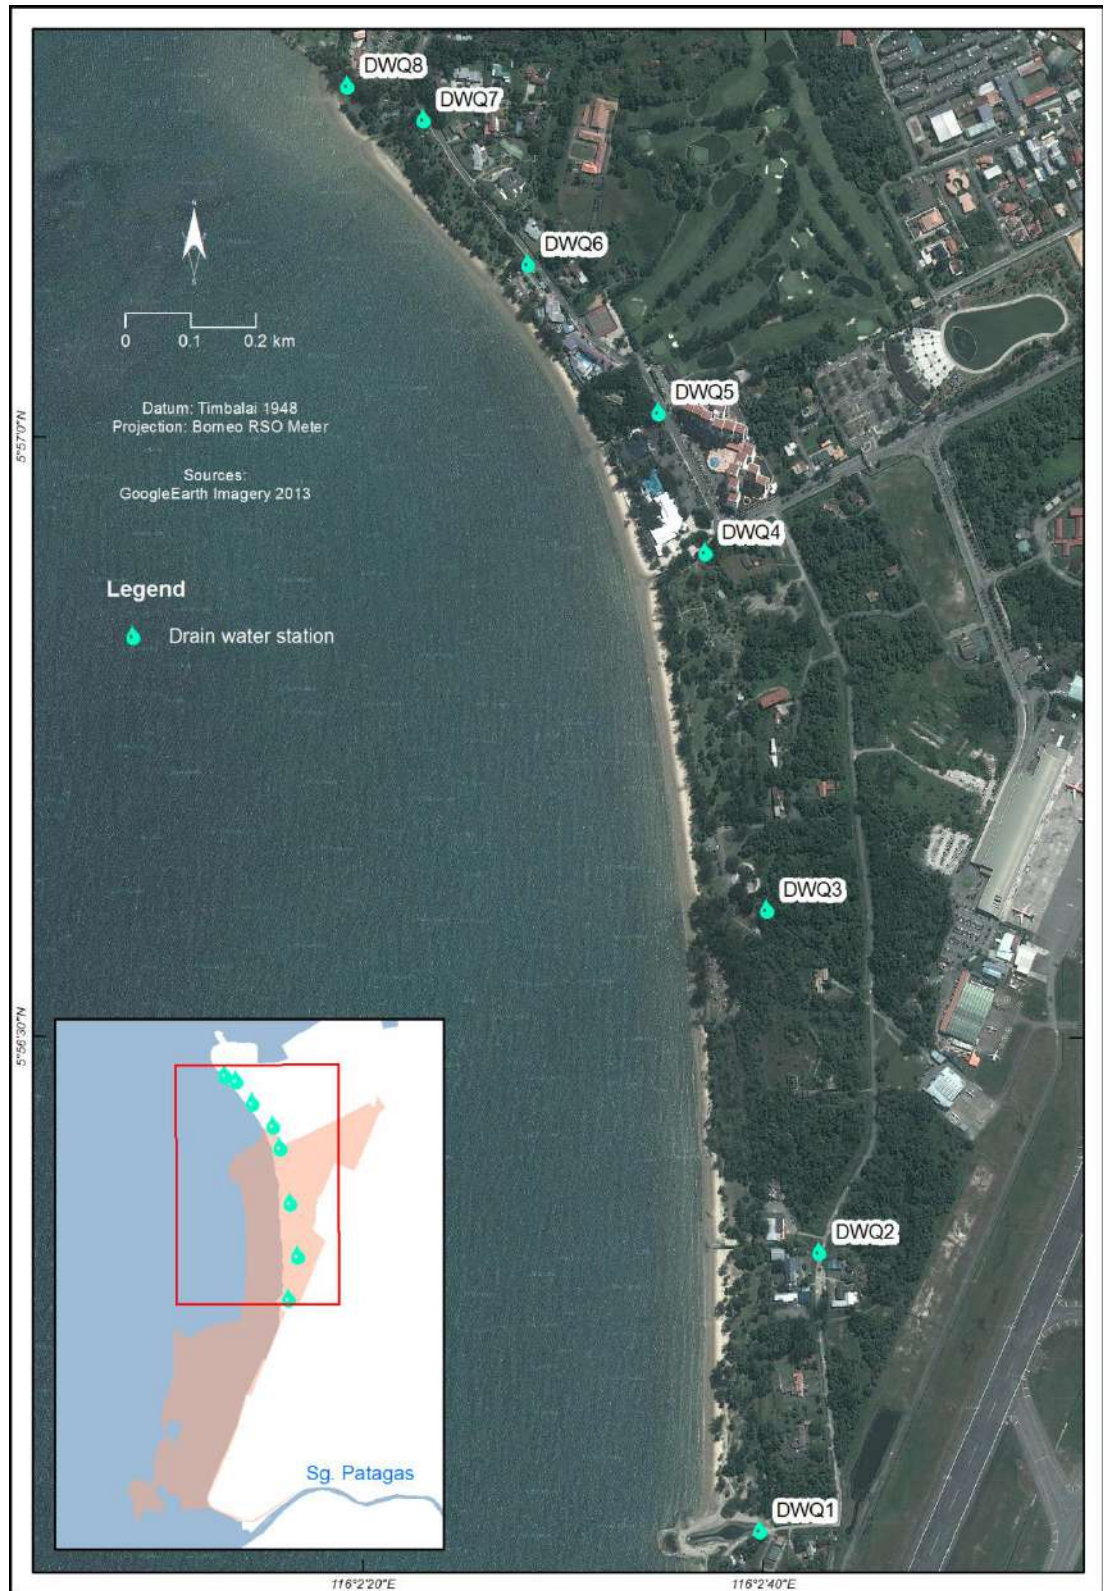 DWQ8
DWQ7
DWQ6
N
S
0 0.1 0.2 km
Datum: Timbalai 1948
Projection: Borneo RSO Meter
Sources:
GoogleEarth Imagery 2013
DWQ5
5°57'0"N
DWQ4
Legend
Drain water station
DWQ3
5°56'30"N
DWQ2
Sg. Patagas
DWQ1
116°2'20"E
116°2'40"E